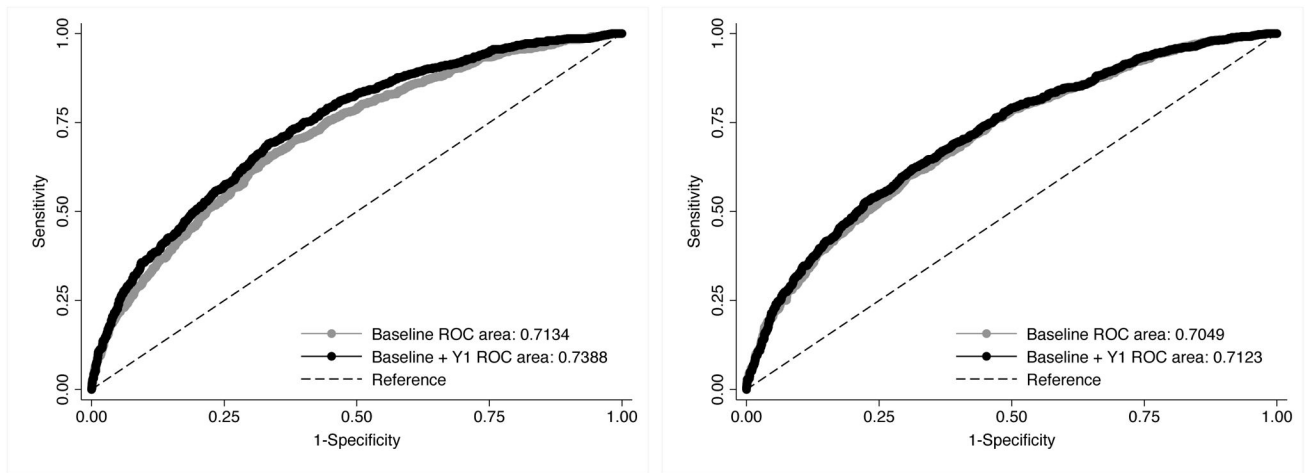 1.00
0.75
0.50
0.25
0.00
Sensitivity
Baseline ROC area: 0.7134
Baseline + Y1 ROC area: 0.7388
Reference
0.00 0.25 0.50 0.75 1.00
1-Specificity
1.00
0.75
0.50
0.25
0.00
Sensitivity
Baseline ROC area: 0.7049
Baseline + Y1 ROC area: 0.7123
Reference
0.00 0.25 0.50 0.75 1.00
1-Specificity